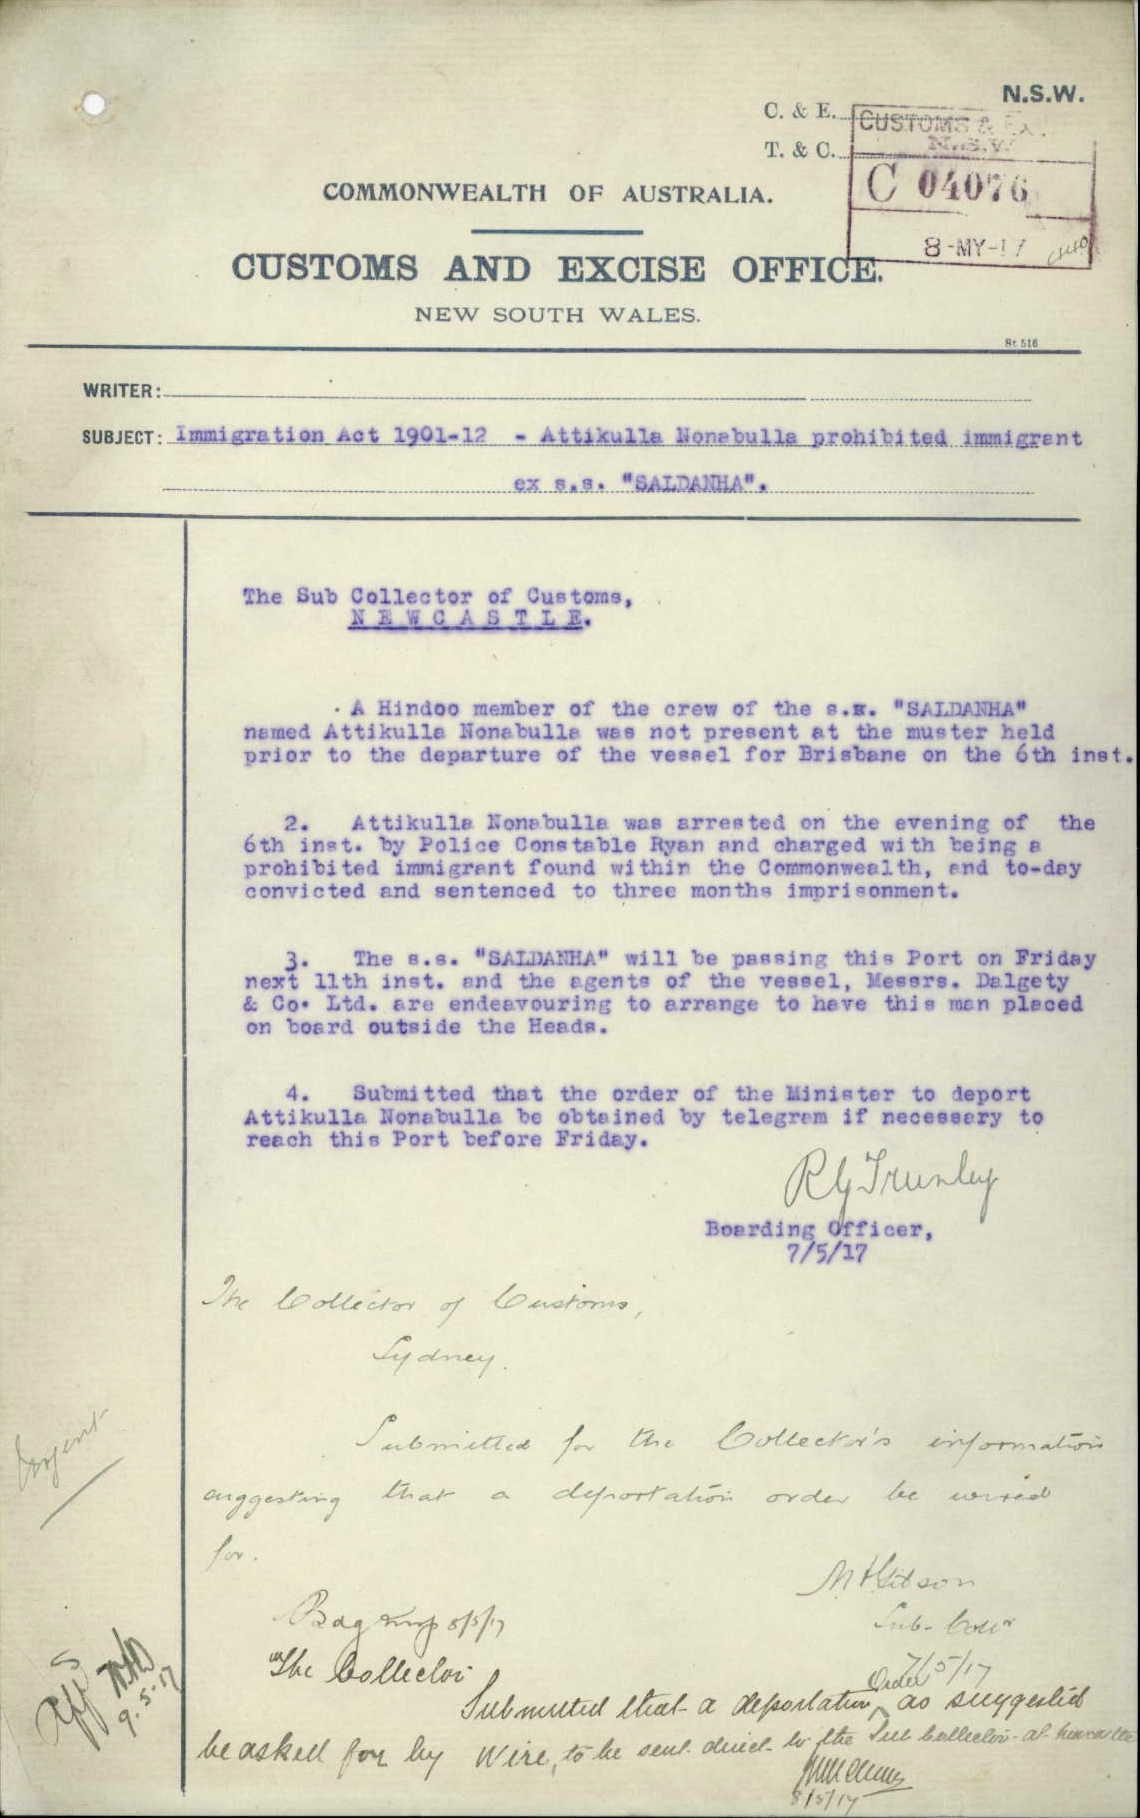 N.S.W.
C. & E.
T. & C.
CUSTOMS & EX.
N.S.W.
C 04076
8-MY-17
COMMONWEALTH OF AUSTRALIA.
CUSTOMS AND EXCISE OFFICE.
NEW SOUTH WALES.
St. 516
WRITER:
SUBJECT: Immigration Act 1901-12 - Attikulla Nonabulla prohibited immigrant
ex s.s. "SALDANHA".
The Sub Collector of Customs,
NEWCASTLE.
A Hindoo member of the crew of the s.s. "SALDANHA"
named Attikulla Nonabulla was not present at the muster held
prior to the departure of the vessel for Brisbane on the 6th inst.
2. Attikulla Nonabulla was arrested on the evening of the
6th inst. by Police Constable Ryan and charged with being a
prohibited immigrant found within the Commonwealth, and to-day
convicted and sentenced to three months imprisonment.
3. The s.s. "SALDANHA" will be passing this Port on Friday
next 11th inst. and the agents of the vessel, Messrs. Dalgety
& Co. Ltd. are endeavouring to arrange to have this man placed
on board outside the Heads.
4. Submitted that the order of the Minister to deport
Attikulla Nonabulla be obtained by telegram if necessary to
reach this Port before Friday.
Boarding Officer,
7/5/17
The Collector of Customs,
Sydney.
Urgent
Submitted for the Collector's information
suggesting that a deportation order be wired
for.
Sub-Collr
7/5/17
8/5/17
The Collector
Order
Submitted that a deportation, as suggested
be asked for by wire, to be sent direct to the Sub Collector at Newcastle
8/5/17
9.5.17